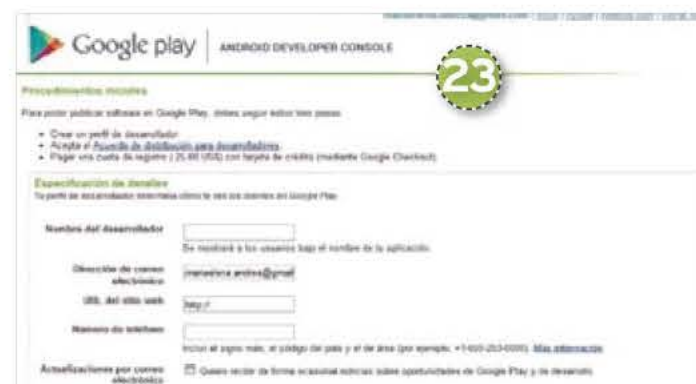 Google play | ANDROID DEVELOPER CONSOLE
23
Procedimientos iniciales
Para poder publicar software en Google Play, debes seguir estos tres pasos:
• Crear un perfil de desarrollador
• Acepta el Acuerdo de distribución para desarrolladores.
• Pagar una cuota de registro ( US$) con tarjeta de crédito (mediante Google Checkout)
Especificación de detalles
Tu perfil de desarrollador determina cómo te ven los clientes en Google Play
Nombre del desarrollador
Se mostrará a los usuarios bajo el nombre de tu aplicación.
Dirección de correo
electrónico
URL del sitio web
http://
Número de teléfono
Incluir el signo más, el código del país y el de área (por ejemplo, +1-650-253-0000). Más información
Actualizaciones por correo
electrónico
Quiero recibir de forma ocasional noticias sobre oportunidades de Google Play y de desarrollo